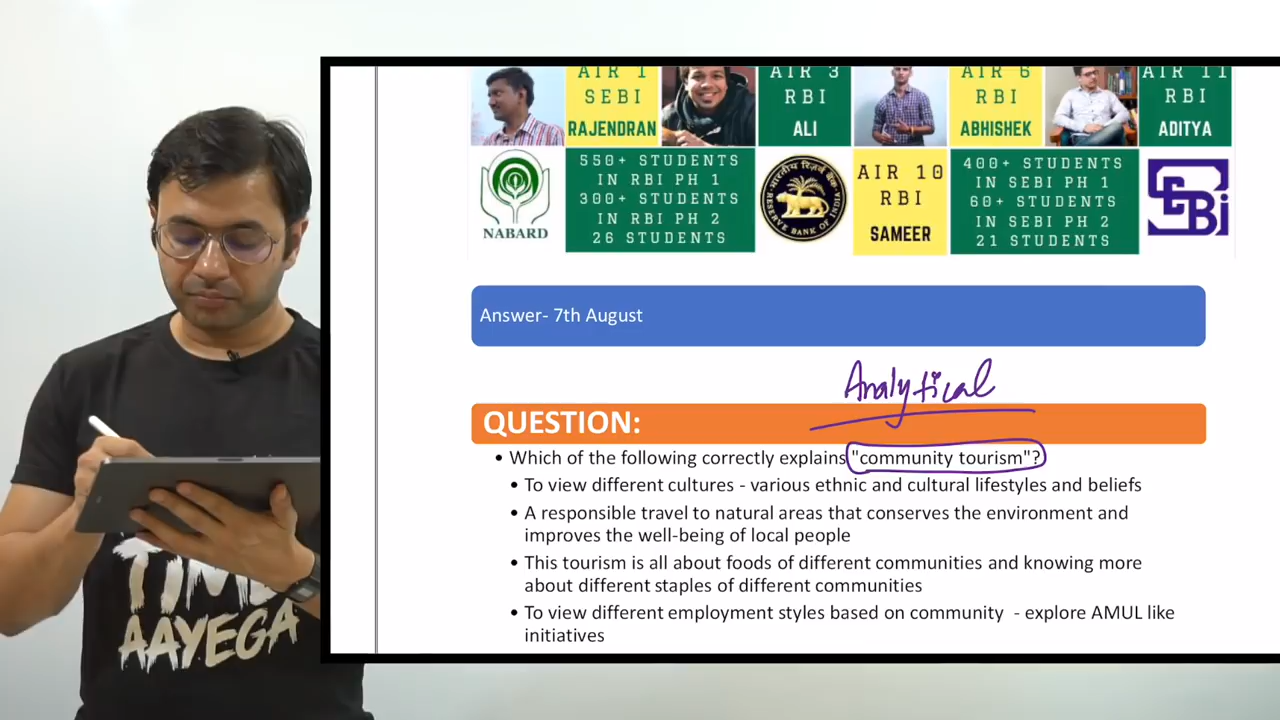 AIR 1
SEBI
RAJENDRAN
AIR 3
RBI
ALI
AIR 6
RBI
ABHISHEK
AIR 11
RBI
ADITYA
NABARD
550+ STUDENTS
IN RBI PH 1
300+ STUDENTS
IN RBI PH 2
26 STUDENTS
भारतीय रिज़र्व बैंक
RESERVE BANK OF INDIA
AIR 10
RBI
SAMEER
400+ STUDENTS
IN SEBI PH 1
60+ STUDENTS
IN SEBI PH 2
21 STUDENTS
SEBI
Answer- 7th August
Analytical
QUESTION:
• Which of the following correctly explains "community tourism"?
• To view different cultures - various ethnic and cultural lifestyles and beliefs
• A responsible travel to natural areas that conserves the environment and
improves the well-being of local people
• This tourism is all about foods of different communities and knowing more
about different staples of different communities
• To view different employment styles based on community - explore AMUL like
initiatives
AAYEGA